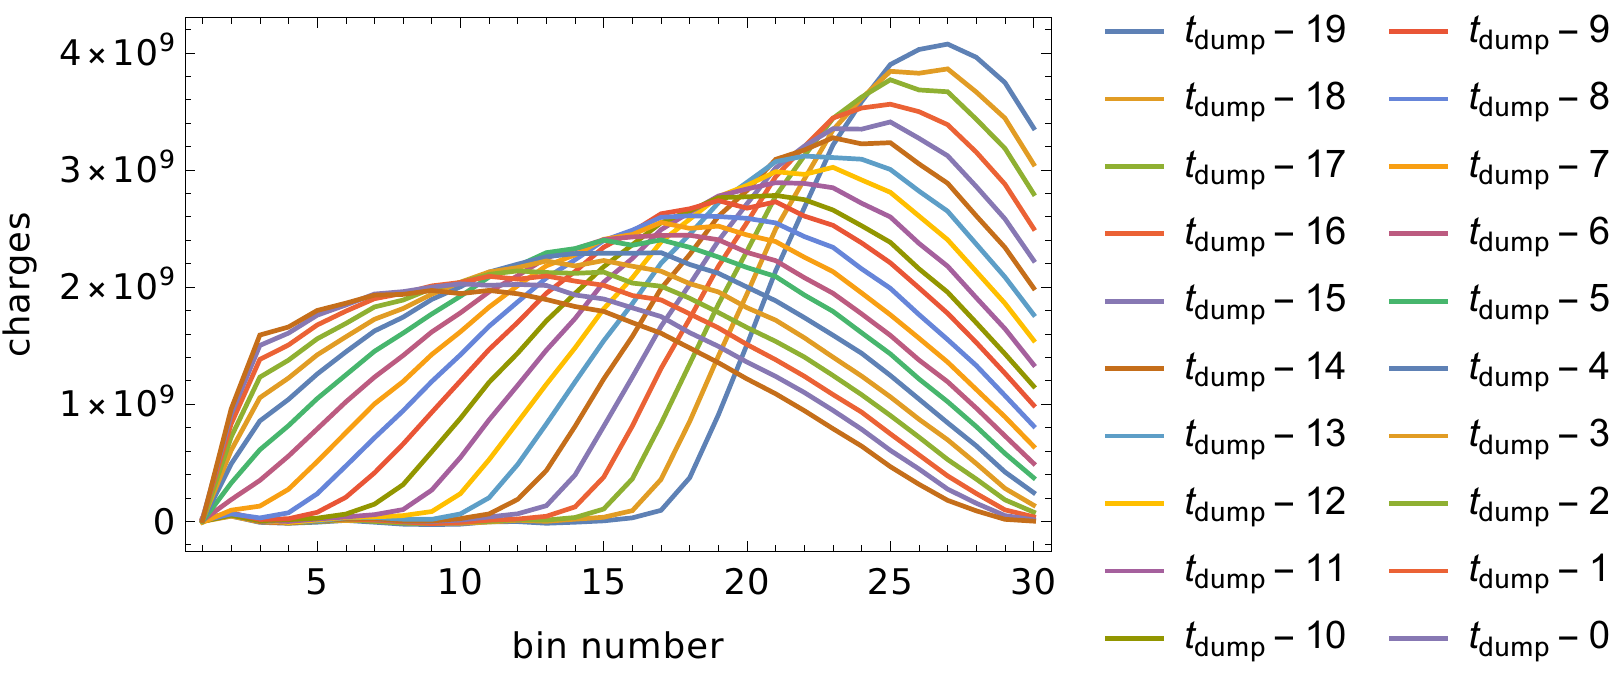 4×10⁹
3×10⁹
2×10⁹
1×10⁹
0
charges
5 10 15 20 25 30
bin number
t_dump − 19 t_dump − 9
t_dump − 18 t_dump − 8
t_dump − 17 t_dump − 7
t_dump − 16 t_dump − 6
t_dump − 15 t_dump − 5
t_dump − 14 t_dump − 4
t_dump − 13 t_dump − 3
t_dump − 12 t_dump − 2
t_dump − 11 t_dump − 1
t_dump − 10 t_dump − 0